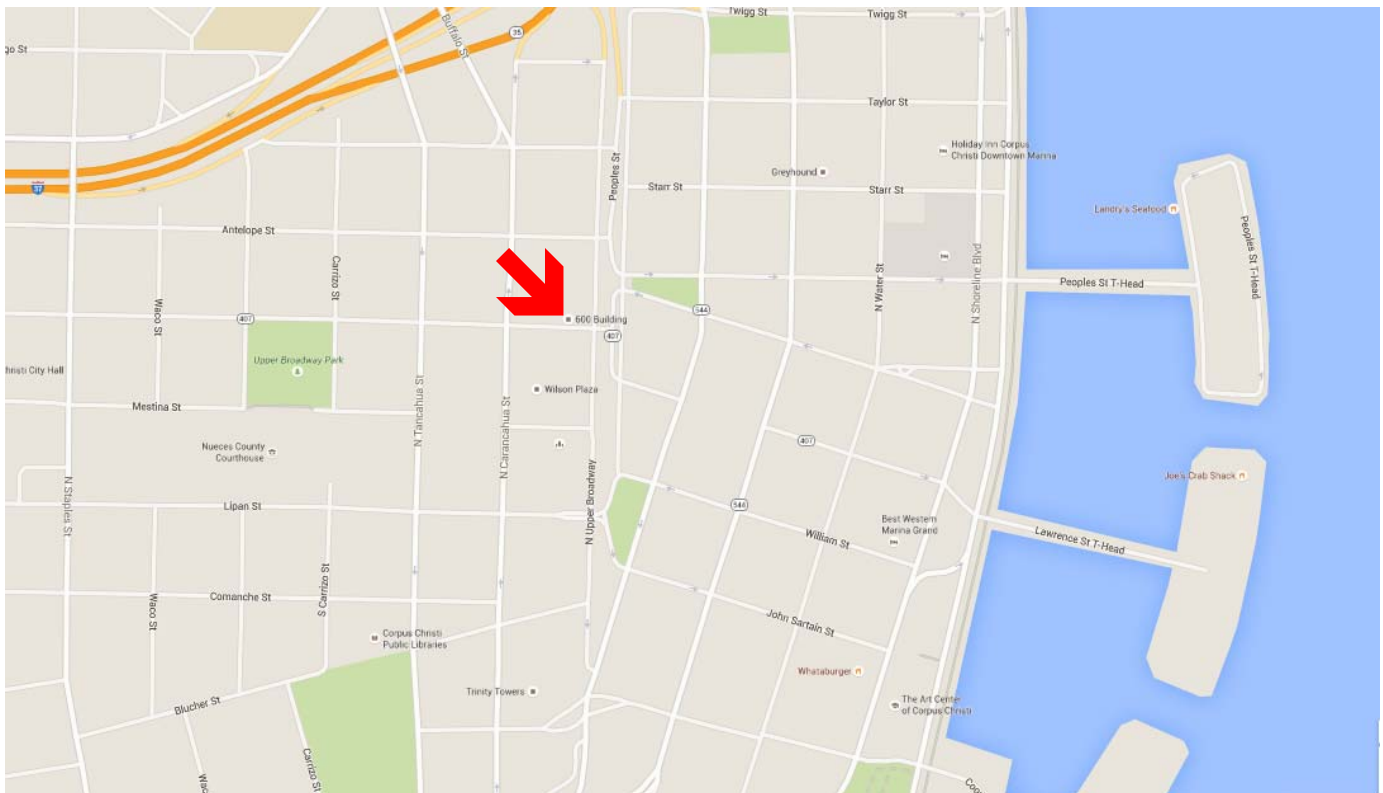 Twigg St
Twigg St
go St
Buffalo St
35
Taylor St
Holiday Inn Corpus
Christi Downtown Marina
Peoples St
Greyhound
37
Starr St
Starr St
Landry's Seafood
Peoples St T-Head
Antelope St
Carrizo St
N Shoreline Blvd
N Water St
Peoples St T-Head
Waco St
407
600 Building
544
407
Upper Broadway Park
hristi City Hall
Wilson Plaza
Mestina St
N Tancahua St
N Carancahua St
Nueces County
Courthouse
407
Joe's Crab Shack
N Staples St
N Upper Broadway
Lipan St
544
Best Western
Marina Grand
William St
Lawrence St T-Head
S Carrizo St
Waco St
Comanche St
John Sartain St
Corpus Christi
Public Libraries
Whataburger
Trinity Towers
Blucher St
The Art Center
of Corpus Christi
Carrizo St
Wac
Coo